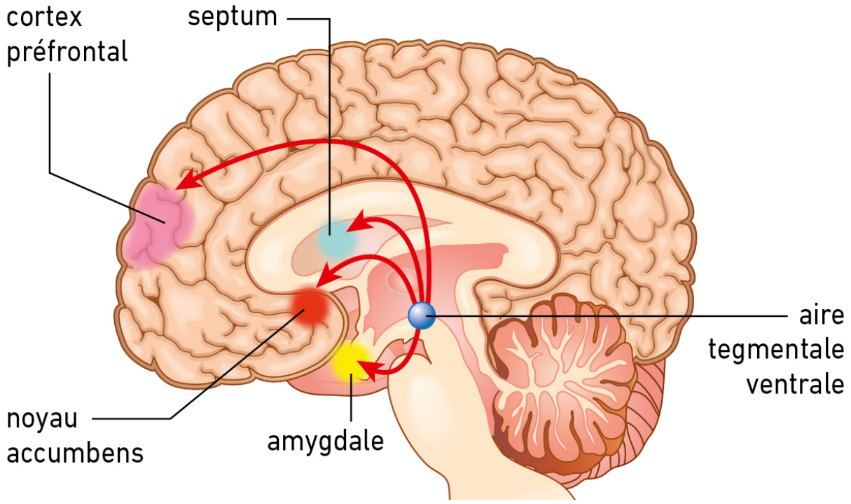 cortex
préfrontal
septum
aire
tegmentale
ventrale
noyau
accumbens
amygdale